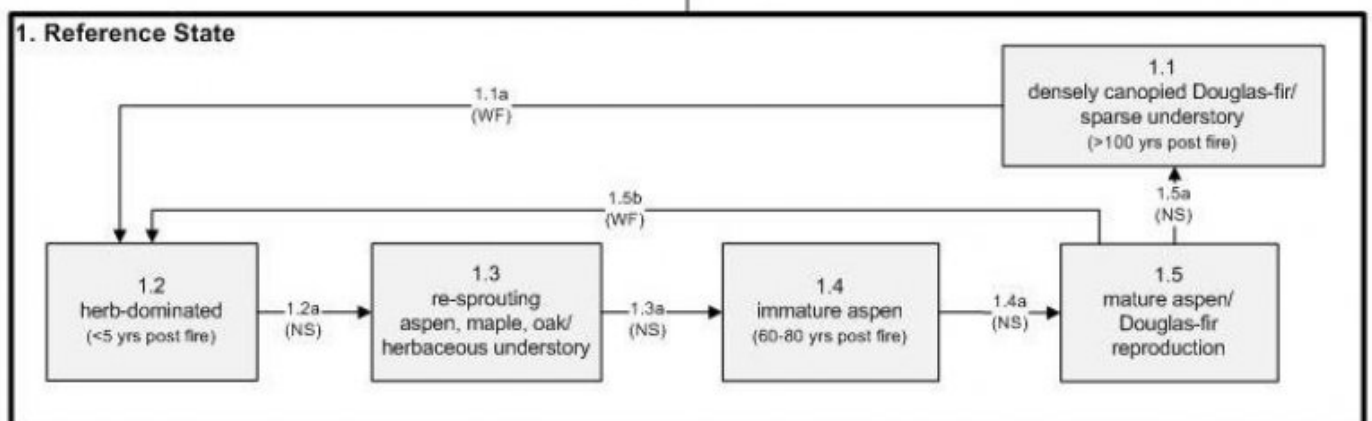 1. Reference State
1.1
densely canopied Douglas-fir/
sparse understory
(>100 yrs post fire)
1.1a
(WF)
1.5b
(WF)
1.5a
(NS)
1.2
herb-dominated
(<5 yrs post fire)
1.2a
(NS)
1.3
re-sprouting
aspen, maple, oak/
herbaceous understory
1.3a
(NS)
1.4
immature aspen
(60-80 yrs post fire)
1.4a
(NS)
1.5
mature aspen/
Douglas-fir
reproduction